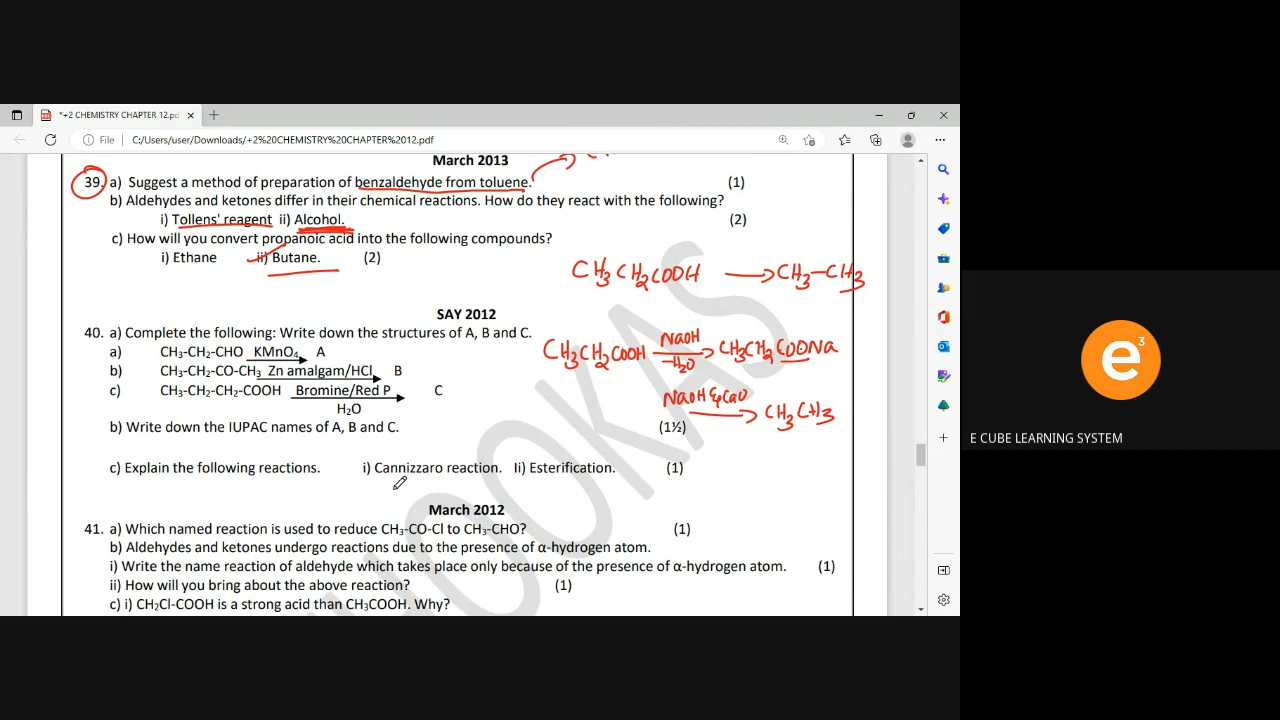 *+2 CHEMISTRY CHAPTER 12.pd
File C:/Users/user/Downloads/+2%20CHEMISTRY%20CHAPTER%2012.pdf
March 2013
39. a) Suggest a method of preparation of benzaldehyde from toluene. (1)
b) Aldehydes and ketones differ in their chemical reactions. How do they react with the following?
i) Tollens' reagent ii) Alcohol. (2)
c) How will you convert propanoic acid into the following compounds?
i) Ethane ii) Butane. (2)
CH3 CH2COOH → CH3—CH3
SAY 2012
40. a) Complete the following: Write down the structures of A, B and C.
CH3CH2COOH NaOH H2O → CH3CH2 COONa
a) CH3-CH2-CHO KMnO4 A
b) CH3-CH2-CO-CH3 Zn amalgam/HCl B
c) CH3-CH2-CH2-COOH Bromine/Red P H2O C
NaOH & CaO → CH3CH3
b) Write down the IUPAC names of A, B and C. (1½)
c) Explain the following reactions. i) Cannizzaro reaction. Ii) Esterification. (1)
March 2012
41. a) Which named reaction is used to reduce CH3-CO-Cl to CH3-CHO? (1)
b) Aldehydes and ketones undergo reactions due to the presence of α-hydrogen atom.
i) Write the name reaction of aldehyde which takes place only because of the presence of α-hydrogen atom. (1)
ii) How will you bring about the above reaction? (1)
c) i) CH2Cl-COOH is a strong acid than CH3COOH. Why?
e3
E CUBE LEARNING SYSTEM